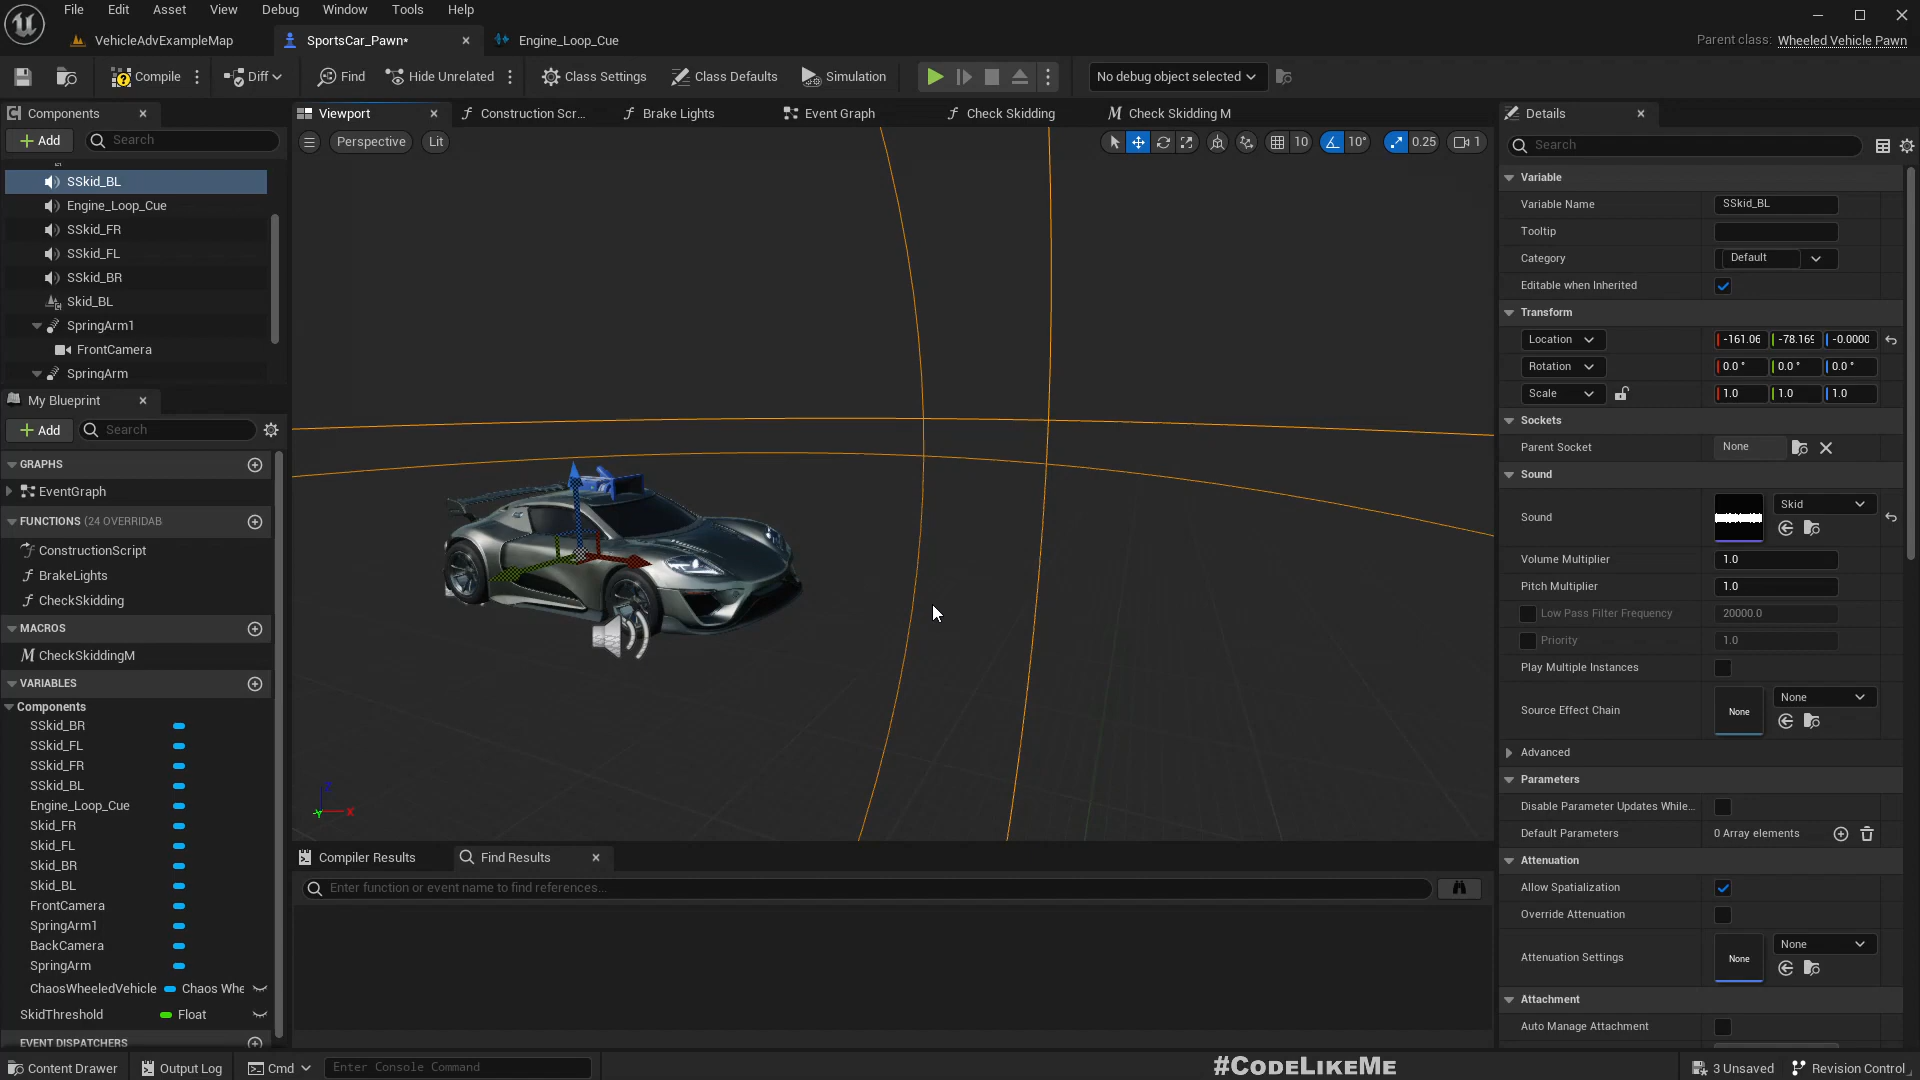 File Edit Asset View Debug Window Tools Help
VehicleAdvExampleMap SportsCar_Pawn* Engine_Loop_Cue Parent class: Wheeled Vehicle Pawn
Compile Diff Find Hide Unrelated Class Settings Class Defaults Simulation No debug object selected
Components
Add Search
SSkid_BL
Engine_Loop_Cue
SSkid_FR
SSkid_FL
SSkid_BR
Skid_BL
SpringArm1
FrontCamera
SpringArm
My Blueprint
Add Search
GRAPHS
EventGraph
FUNCTIONS (24 OVERRIDAB
ConstructionScript
BrakeLights
CheckSkidding
MACROS
CheckSkiddingM
VARIABLES
Components
SSkid_BR
SSkid_FL
SSkid_FR
SSkid_BL
Engine_Loop_Cue
Skid_FR
Skid_FL
Skid_BR
Skid_BL
FrontCamera
SpringArm1
BackCamera
SpringArm
ChaosWheeledVehicle Chaos Whe
SkidThreshold Float
EVENT DISPATCHERS
Viewport Construction Scr... Brake Lights Event Graph Check Skidding Check Skidding M
Perspective Lit 10 10° 0.25 1
X
Compiler Results Find Results
Enter function or event name to find references...
Details
Search
Variable
Variable Name SSkid_BL
Tooltip
Category Default
Editable when Inherited
Transform
Location -161.06 -78.169 -0.0000
Rotation 0.0 ° 0.0 ° 0.0 °
Scale 1.0 1.0 1.0
Sockets
Parent Socket None
Sound
Sound Skid
Volume Multiplier 1.0
Pitch Multiplier 1.0
Low Pass Filter Frequency 20000.0
Priority 1.0
Play Multiple Instances
Source Effect Chain None None
Advanced
Parameters
Disable Parameter Updates While...
Default Parameters 0 Array elements
Attenuation
Allow Spatialization
Override Attenuation
Attenuation Settings None None
Attachment
Auto Manage Attachment
Content Drawer Output Log Cmd Enter Console Command #CodeLikeMe 3 Unsaved Revision Control